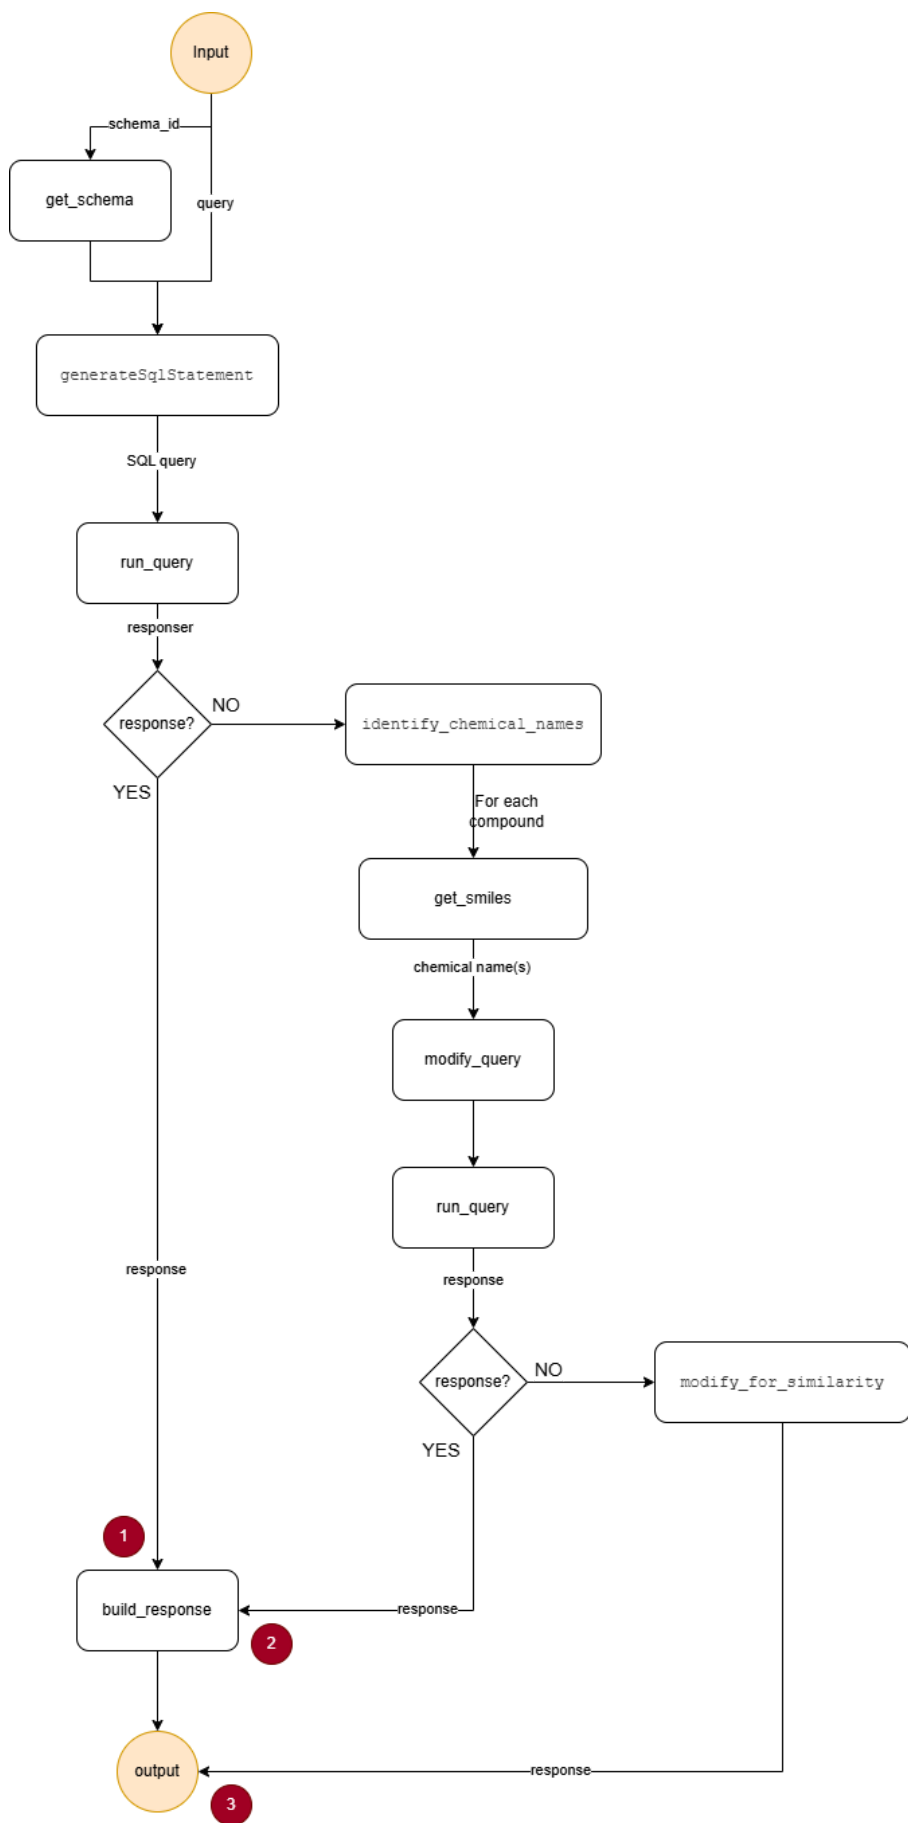 Input
schema_id
get_schema
query
generateSqlStatement
SQL query
run_query
responser
response?
NO
identify_chemical_names
YES
For each
compound
get_smiles
chemical name(s)
modify_query
run_query
response
response
response?
NO
modify_for_similarity
YES
1
build_response
response
2
output
response
3